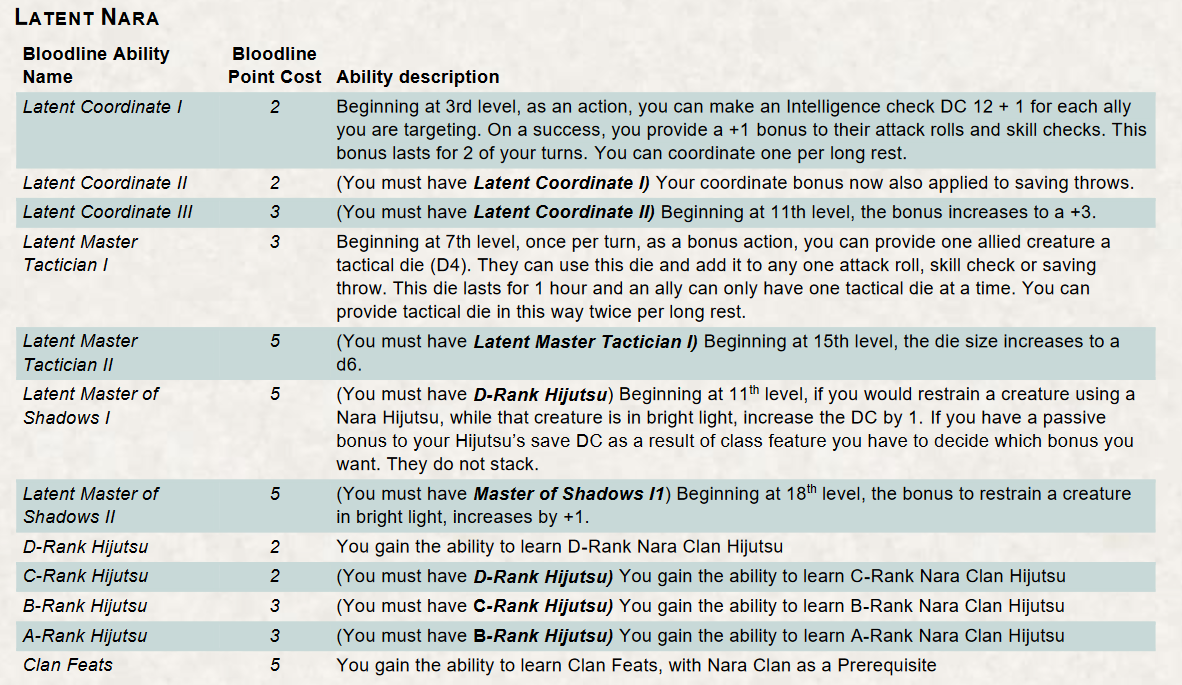 LATENT NARA
Bloodline Ability Bloodline
Name Point Cost Ability description
Latent Coordinate I 2 Beginning at 3rd level, as an action, you can make an Intelligence check DC 12 + 1 for each ally
you are targeting. On a success, you provide a +1 bonus to their attack rolls and skill checks. This
bonus lasts for 2 of your turns. You can coordinate one per long rest.
Latent Coordinate II 2 (You must have Latent Coordinate I) Your coordinate bonus now also applied to saving throws.
Latent Coordinate III 3 (You must have Latent Coordinate II) Beginning at 11th level, the bonus increases to a +3.
Latent Master 3 Beginning at 7th level, once per turn, as a bonus action, you can provide one allied creature a
Tactician I tactical die (D4). They can use this die and add it to any one attack roll, skill check or saving
throw. This die lasts for 1 hour and an ally can only have one tactical die at a time. You can
provide tactical die in this way twice per long rest.
Latent Master 5 (You must have Latent Master Tactician I) Beginning at 15th level, the die size increases to a
Tactician II d6.
Latent Master of 5 (You must have D-Rank Hijutsu) Beginning at 11th level, if you would restrain a creature using a
Shadows I Nara Hijutsu, while that creature is in bright light, increase the DC by 1. If you have a passive
bonus to your Hijutsu's save DC as a result of class feature you have to decide which bonus you
want. They do not stack.
Latent Master of 5 (You must have Master of Shadows I1) Beginning at 18th level, the bonus to restrain a creature
Shadows II in bright light, increases by +1.
D-Rank Hijutsu 2 You gain the ability to learn D-Rank Nara Clan Hijutsu
C-Rank Hijutsu 2 (You must have D-Rank Hijutsu) You gain the ability to learn C-Rank Nara Clan Hijutsu
B-Rank Hijutsu 3 (You must have C-Rank Hijutsu) You gain the ability to learn B-Rank Nara Clan Hijutsu
A-Rank Hijutsu 3 (You must have B-Rank Hijutsu) You gain the ability to learn A-Rank Nara Clan Hijutsu
Clan Feats 5 You gain the ability to learn Clan Feats, with Nara Clan as a Prerequisite